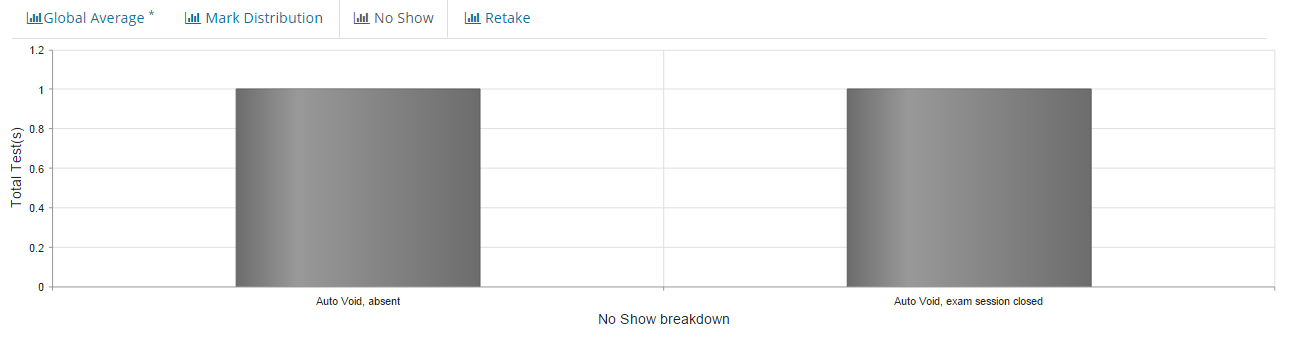 Global Average * Mark Distribution No Show Retake
1.2
1
0.8
0.6
0.4
0.2
0
Total Test(s)
Auto Void, absent Auto Void, exam session closed
No Show breakdown